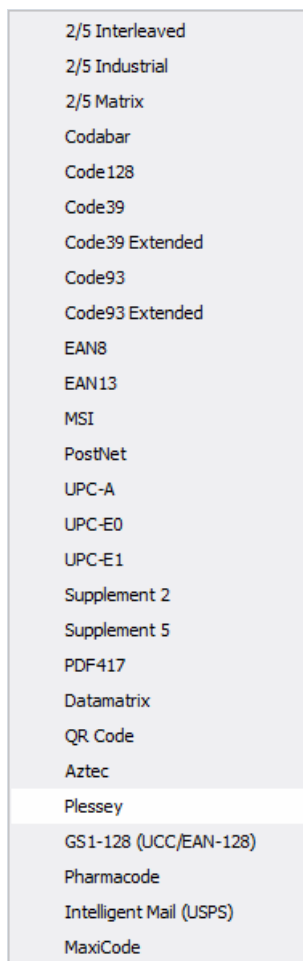 2/5 Interleaved
2/5 Industrial
2/5 Matrix
Codabar
Code128
Code39
Code39 Extended
Code93
Code93 Extended
EAN8
EAN13
MSI
PostNet
UPC-A
UPC-E0
UPC-E1
Supplement 2
Supplement 5
PDF417
Datamatrix
QR Code
Aztec
Plessey
GS1-128 (UCC/EAN-128)
Pharmacode
Intelligent Mail (USPS)
MaxiCode